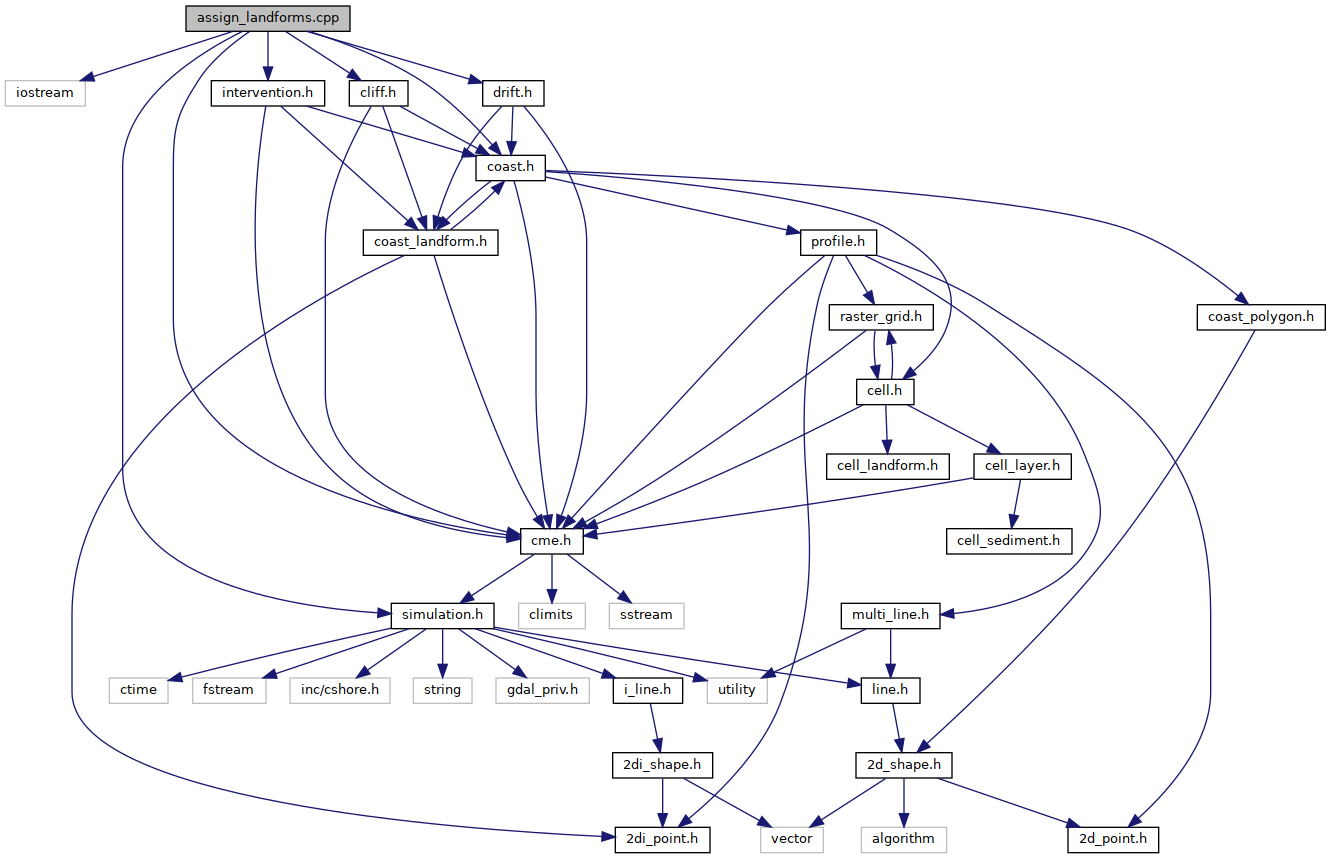 assign_landforms.cpp
iostream
intervention.h
cliff.h
drift.h
coast.h
coast_landform.h
profile.h
raster_grid.h
coast_polygon.h
cell.h
cell_landform.h
cell_layer.h
cme.h
cell_sediment.h
simulation.h
climits
sstream
multi_line.h
ctime
fstream
inc/cshore.h
string
gdal_priv.h
i_line.h
utility
line.h
2di_shape.h
2d_shape.h
2di_point.h
vector
algorithm
2d_point.h